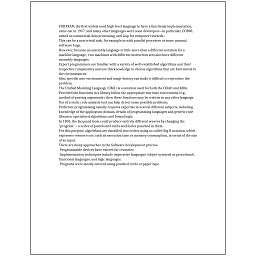 FORTRAN, the first widely used high-level language to have a functional implementation,
came out in 1957, and many other languages were soon developed—in particular, COBOL
aimed at commercial data processing, and Lisp for computer research.
This can be a non-trivial task, for example as with parallel processes or some unusual
software bugs.
However, because an assembly language is little more than a different notation for a
machine language, two machines with different instruction sets also have different
assembly languages.
Expert programmers are familiar with a variety of well-established algorithms and their
respective complexities and use this knowledge to choose algorithms that are best suited to
the circumstances.
Also, specific user environment and usage history can make it difficult to reproduce the
problem.
The Unified Modeling Language (UML) is a notation used for both the OOAD and MDA.
Provided the functions in a library follow the appropriate run-time conventions (e.g.,
method of passing arguments), then these functions may be written in any other language.
Use of a static code analysis tool can help detect some possible problems.
Proficient programming usually requires expertise in several different subjects, including
knowledge of the application domain, details of programming languages and generic code
libraries, specialized algorithms, and formal logic.
In 1801, the Jacquard loom could produce entirely different weaves by changing the
"program" – a series of pasteboard cards with holes punched in them.
For this purpose, algorithms are classified into orders using so-called Big O notation, which
expresses resource use, such as execution time or memory consumption, in terms of the size
of an input.
There are many approaches to the Software development process.
Programmable devices have existed for centuries.
Implementation techniques include imperative languages (object-oriented or procedural),
functional languages, and logic languages.
Programs were mostly entered using punched cards or paper tape.